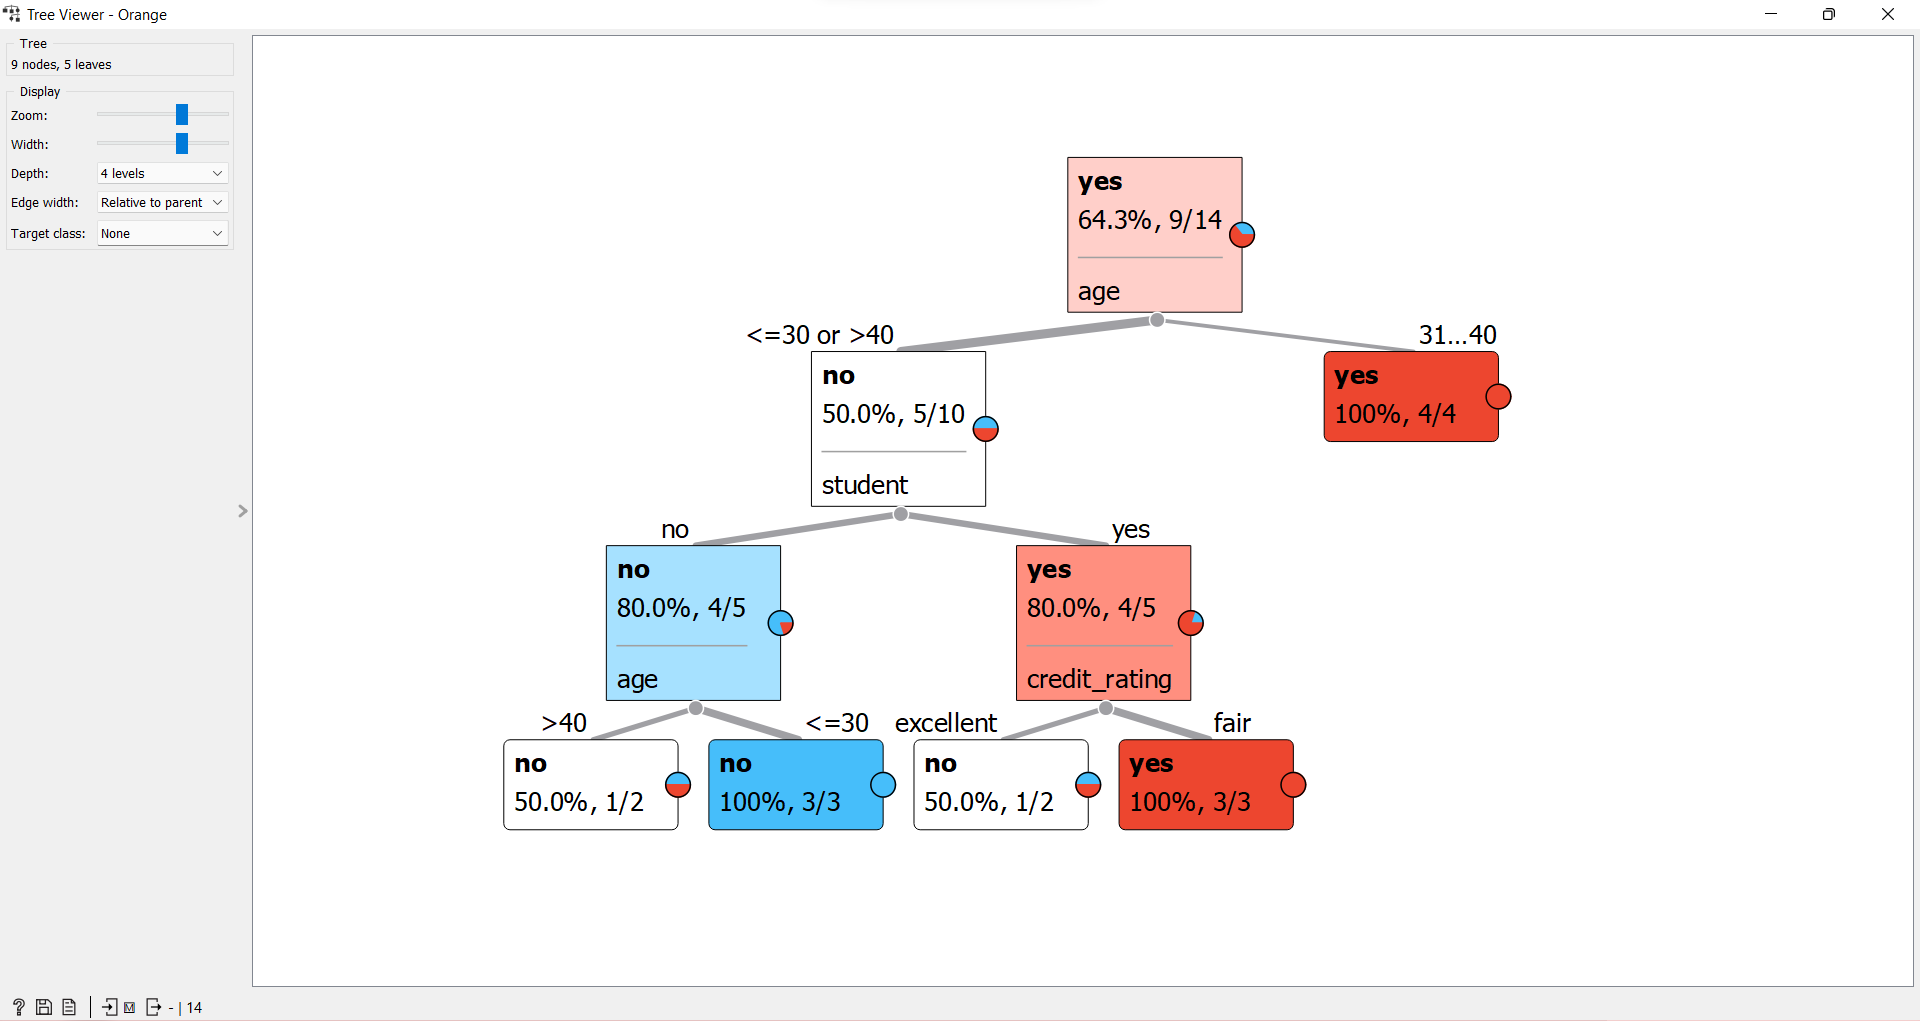 Tree Viewer - Orange
Tree
9 nodes, 5 leaves
Display
Zoom:
Width:
Depth: 4 levels
Edge width: Relative to parent
Target class: None
yes
64.3%, 9/14
age
<=30 or >40
31...40
no
50.0%, 5/10
student
yes
100%, 4/4
no
yes
no
80.0%, 4/5
age
yes
80.0%, 4/5
credit_rating
>40
<=30
excellent
fair
no
50.0%, 1/2
no
100%, 3/3
no
50.0%, 1/2
yes
100%, 3/3
? M - | 14